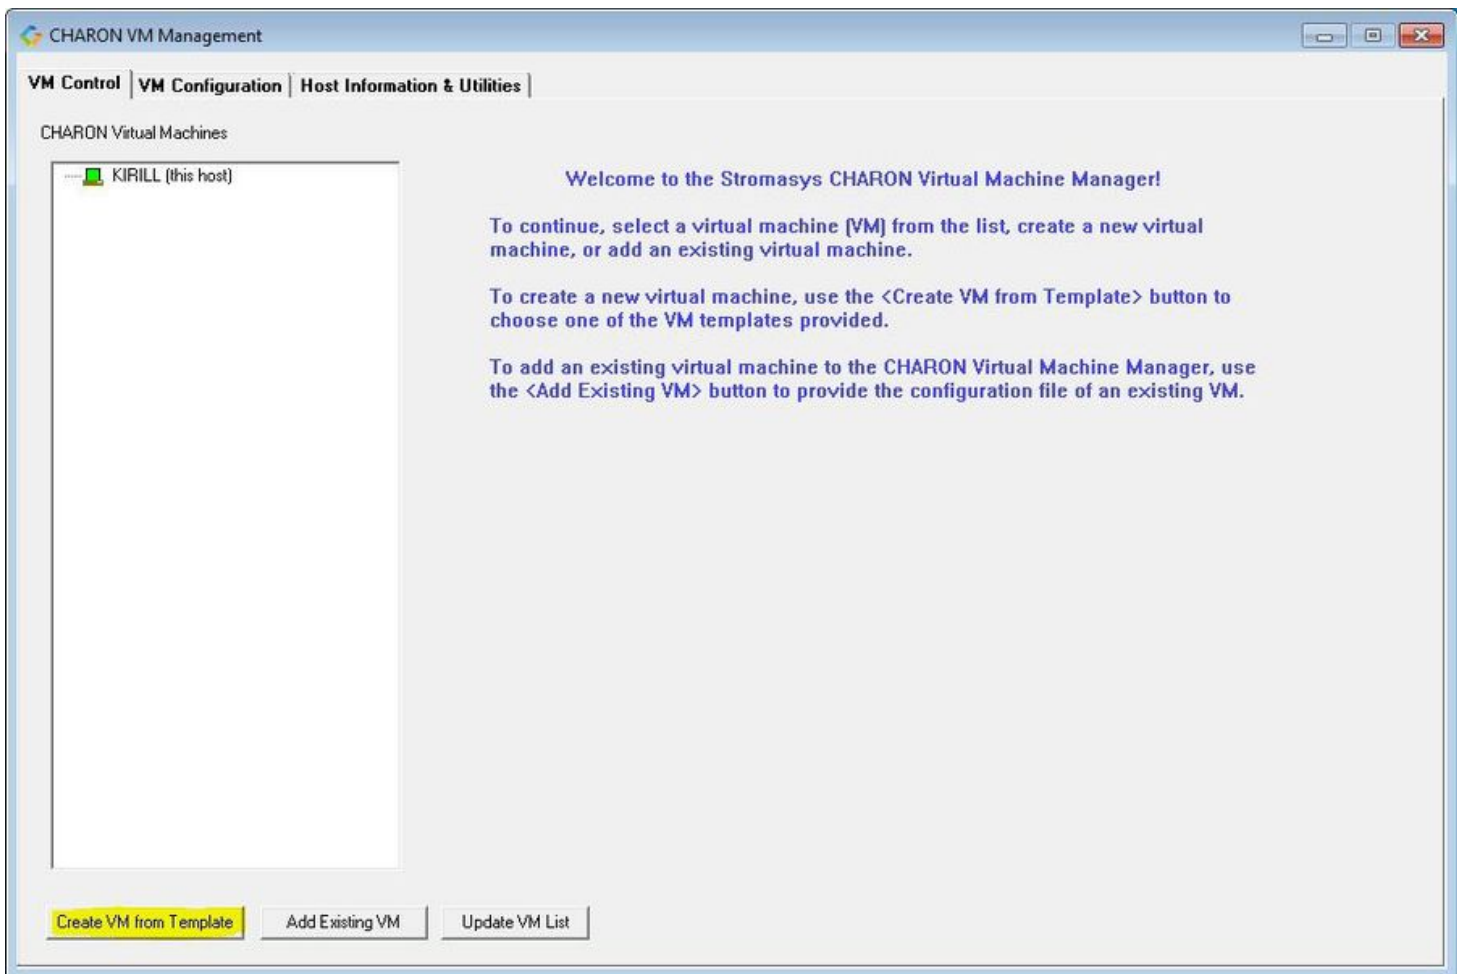 CHARON VM Management
VM Control
VM Configuration
Host Information & Utilities
CHARON Virtual Machines
KIRILL (this host)
Welcome to the Stromasys CHARON Virtual Machine Manager!
To continue, select a virtual machine (VM) from the list, create a new virtual
machine, or add an existing virtual machine.
To create a new virtual machine, use the <Create VM from Template> button to
choose one of the VM templates provided.
To add an existing virtual machine to the CHARON Virtual Machine Manager, use
the <Add Existing VM> button to provide the configuration file of an existing VM.
Create VM from Template
Add Existing VM
Update VM List